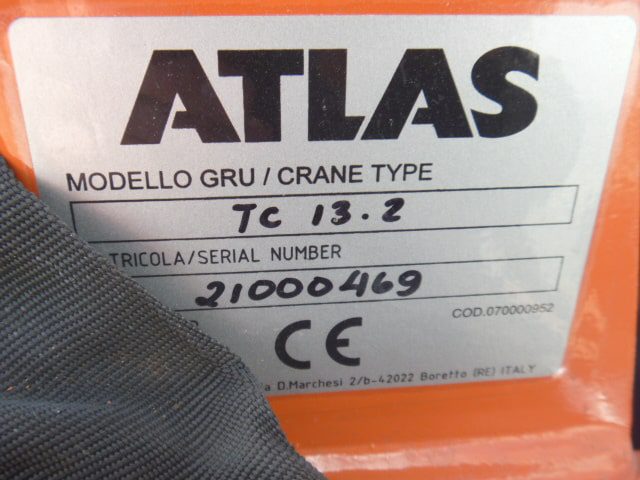 ATLAS
MODELLO GRU / CRANE TYPE
TC 13.2
TRICOLA/SERIAL NUMBER
21000469
COD.070000952
CE
D.Marchesi 2/b-42022 Boretto (RE) ITALY